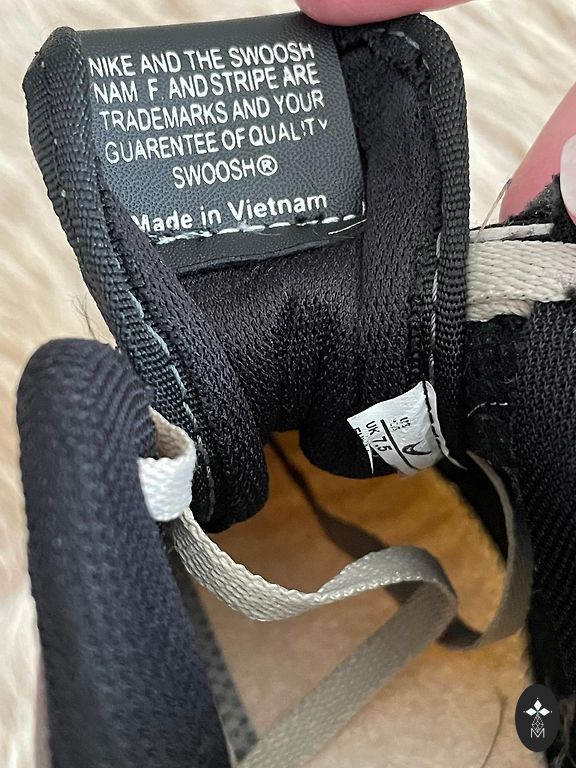 NIKE AND THE SWOOSH
NAM F. AND STRIPE ARE
TRADEMARKS AND YOUR
GUARENTEE OF QUALITY
SWOOSH®
Made in Vietnam
US
UK 7,5